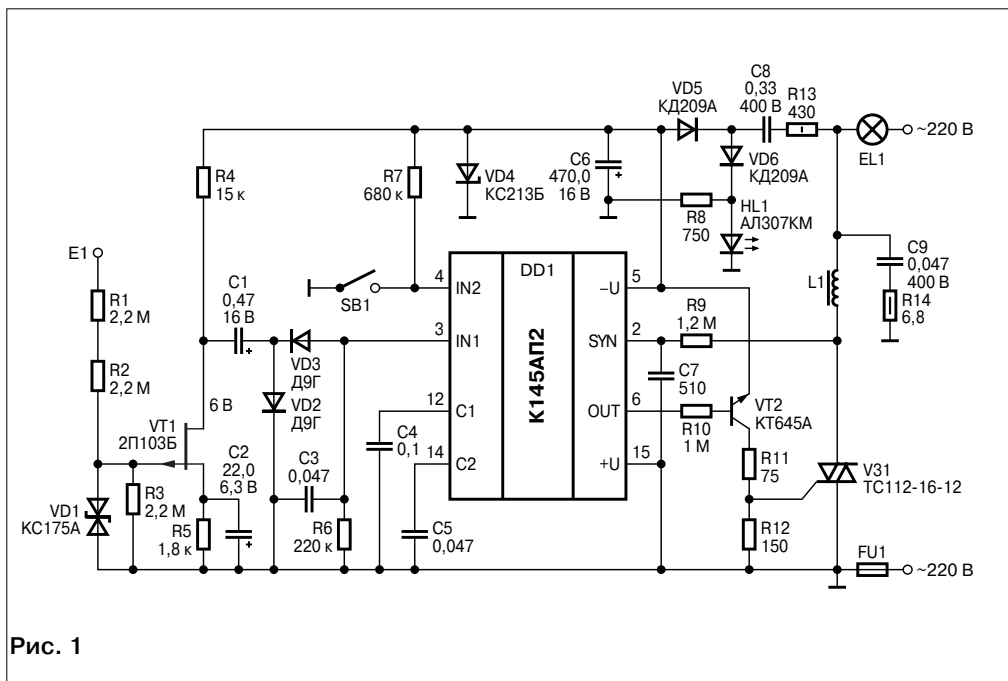 C8
0,33
400 В
R13
430
VD5
КД209А
~220 В
EL1
R4
15 к
R7
680 к
VD4
КС213Б
C6
470,0
16 В
+
VD6
КД209А
R8
750
HL1
АЛ307КМ
E1
C9
0,047
400 В
L1
R14
6,8
SB1
DD1
К145АП2
4
IN2
3
IN1
12
C1
14
C2
5
–U
2
SYN
6
OUT
15
+U
R9
1,2 М
C1
0,47
16 В
+
R1
2,2 М
R2
2,2 М
VD3
Д9Г
VD2
Д9Г
C7
510
VT2
КТ645А
R10
1 М
6 В
VT1
2П103Б
C2
22,0
6,3 В
+
C3
0,047
C4
0,1
R11
75
V31
ТС112-16-12
VD1
КС175А
R3
2,2 М
R5
1,8 к
R6
220 к
C5
0,047
R12
150
FU1
~220 В
Рис. 1